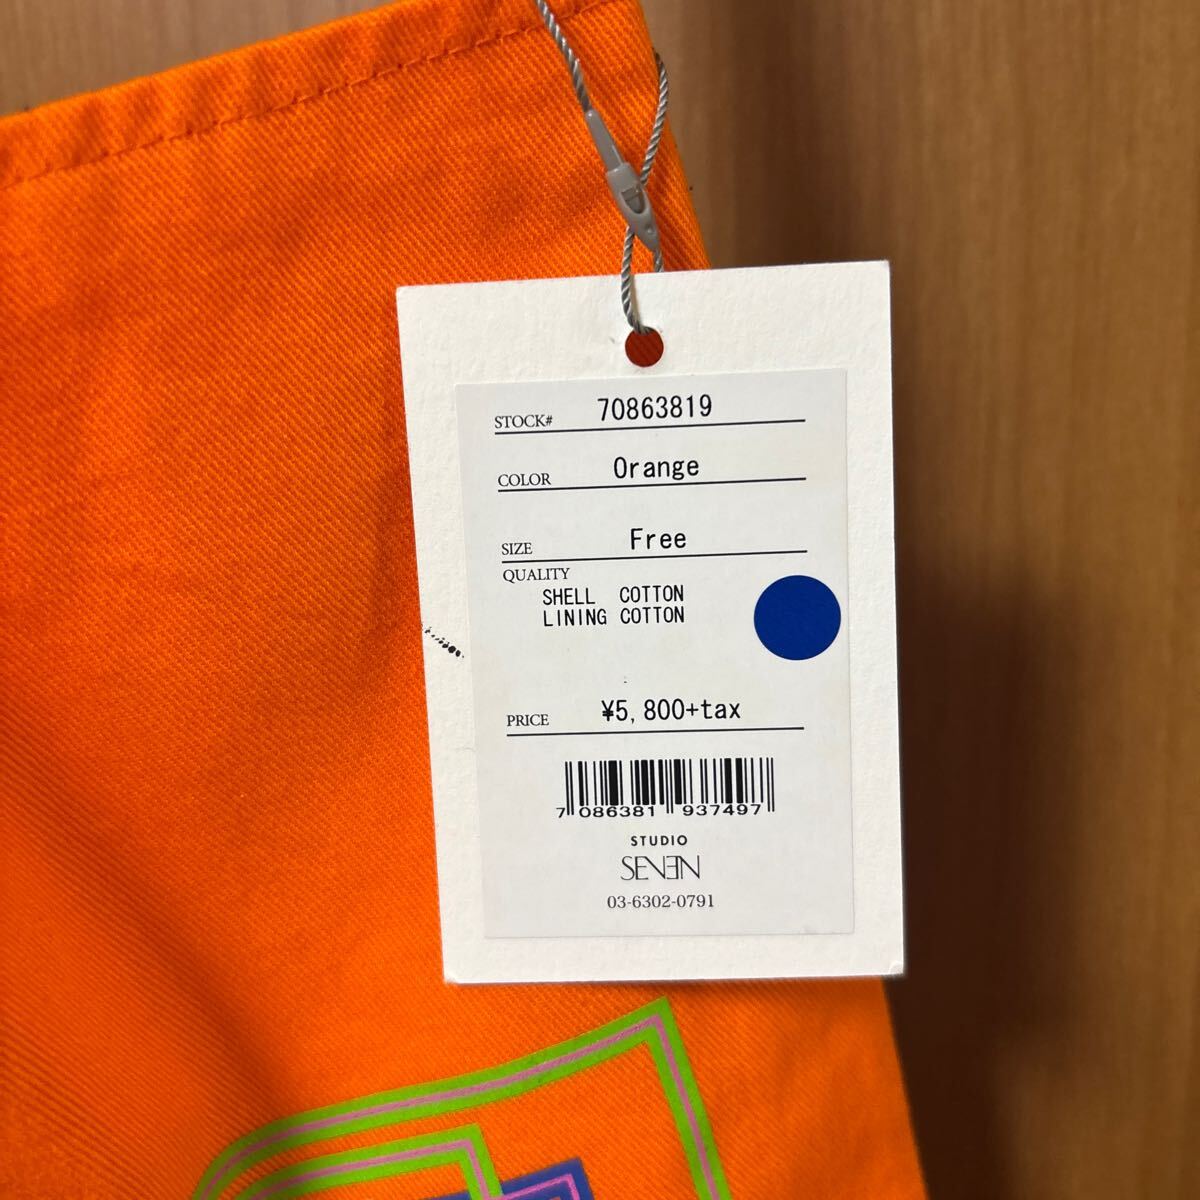 STOCK# 70863819
COLOR Orange
SIZE Free
QUALITY
SHELL COTTON
LINING COTTON
PRICE ¥5,800+tax
7 086381 937497
STUDIO
SEVEN
03-6302-0791